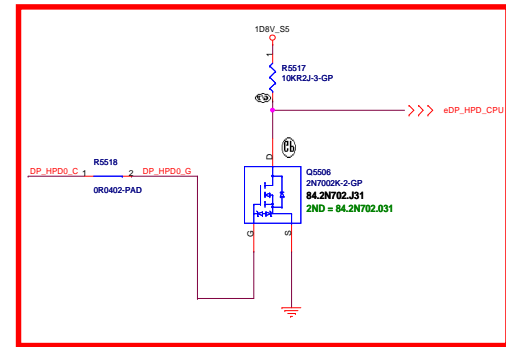 1D8V_S5
1
R5517
10KR2J-3-GP
eDP_HPD_CPU
D
Q5506
2N7002K-2-GP
84.2N702.J31
2ND = 84.2N702.031
R5518
DP_HPD0_C 1 2 DP_HPD0_G
0R0402-PAD
G S